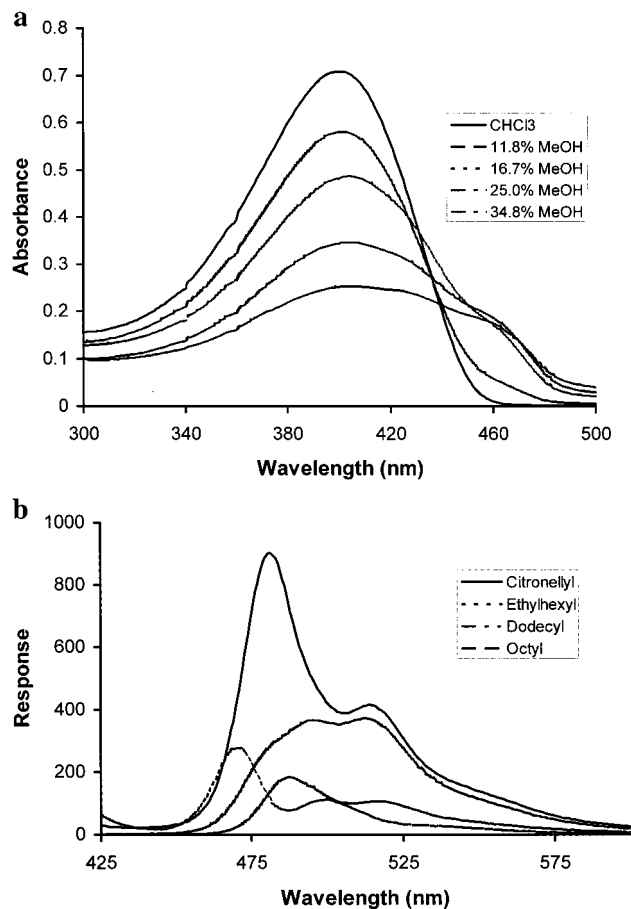 a
0.8
0.7
0.6
0.5
0.4
0.3
0.2
0.1
0
Absorbance
CHCl3
11.8% MeOH
16.7% MeOH
25.0% MeOH
34.8% MeOH
300 340 380 420 460 500
Wavelength (nm)
b
1000
800
600
400
200
0
Response
Citronellyl
Ethylhexyl
Dodecyl
Octyl
425 475 525 575
Wavelength (nm)